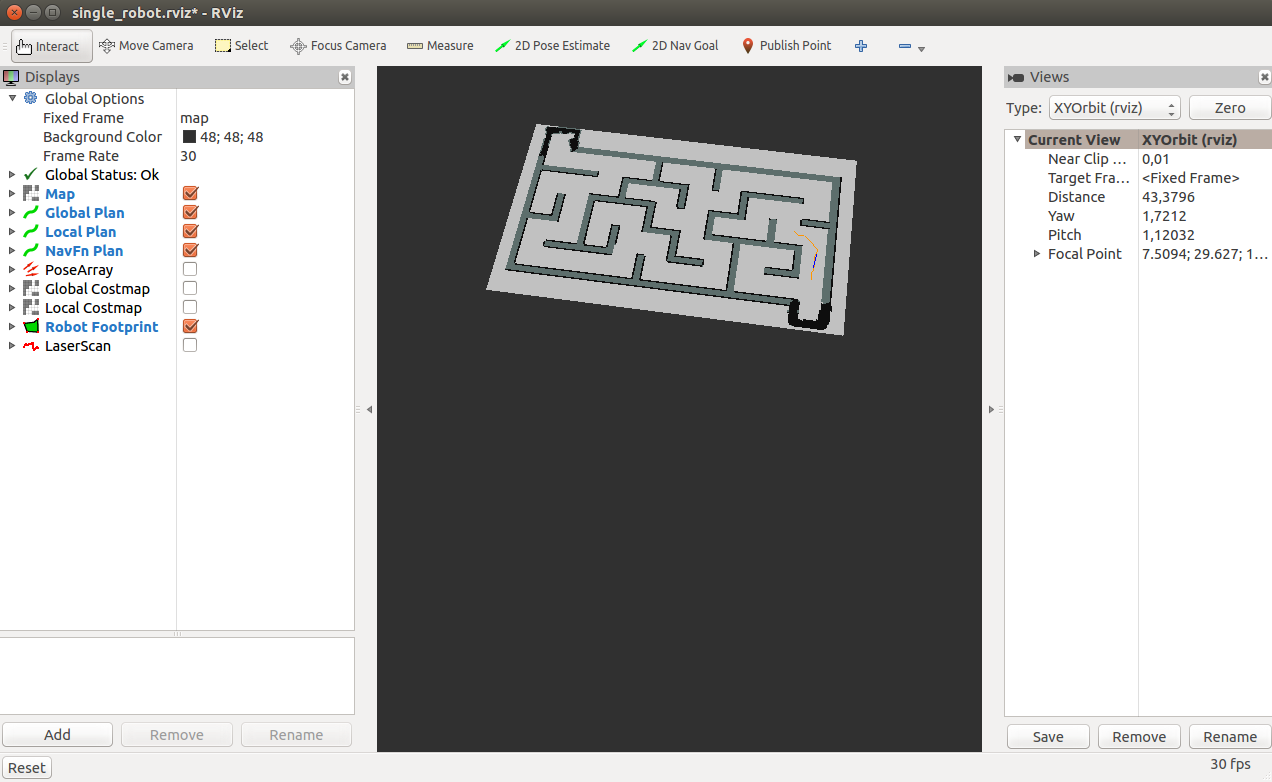 single_robot.rviz* - RViz
Interact Move Camera Select Focus Camera Measure 2D Pose Estimate 2D Nav Goal Publish Point
Displays
Global Options
Fixed Frame map
Background Color 48; 48; 48
Frame Rate 30
Global Status: Ok
Map
Global Plan
Local Plan
NavFn Plan
PoseArray
Global Costmap
Local Costmap
Robot Footprint
LaserScan
Add Remove Rename
Reset
Views
Type: XYOrbit (rviz) Zero
Current View XYOrbit (rviz)
Near Clip ... 0,01
Target Fra... <Fixed Frame>
Distance 43,3796
Yaw 1,7212
Pitch 1,12032
Focal Point 7.5094; 29.627; 1...
Save Remove Rename
30 fps